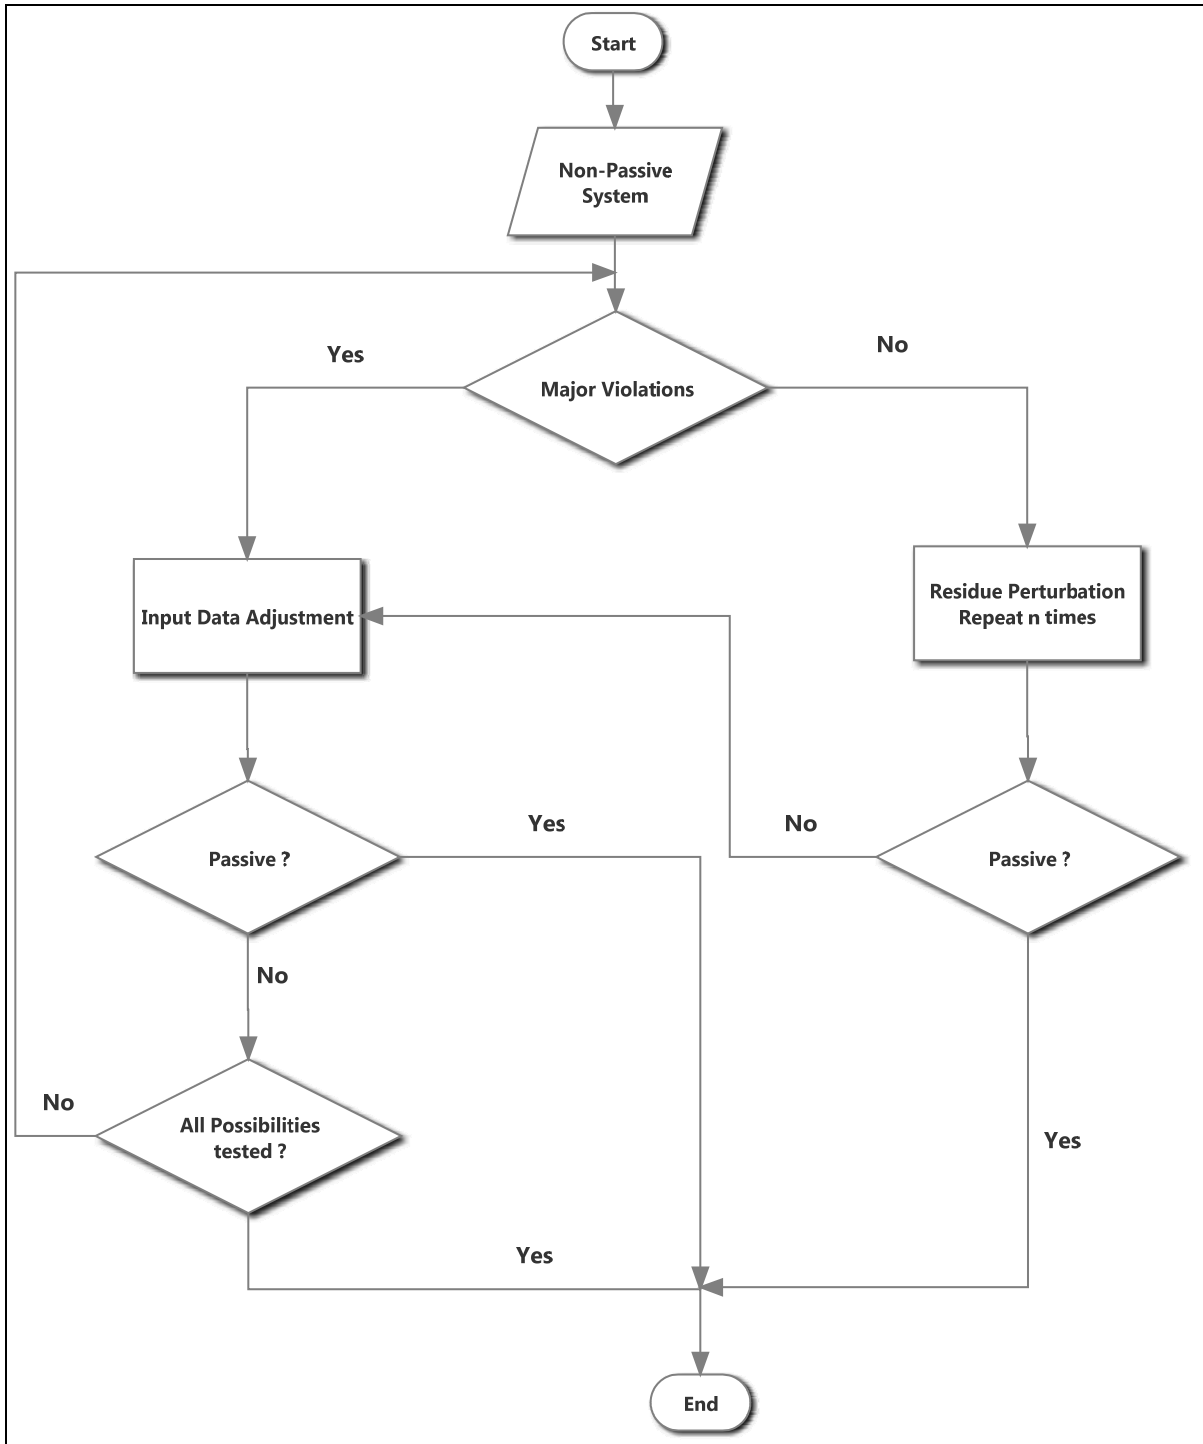 Start
Non-Passive
System
Yes
No
Major Violations
Input Data Adjustment
Residue Perturbation
Repeat n times
Yes
No
Passive ?
Passive ?
No
No
All Possibilities
tested ?
Yes
Yes
End